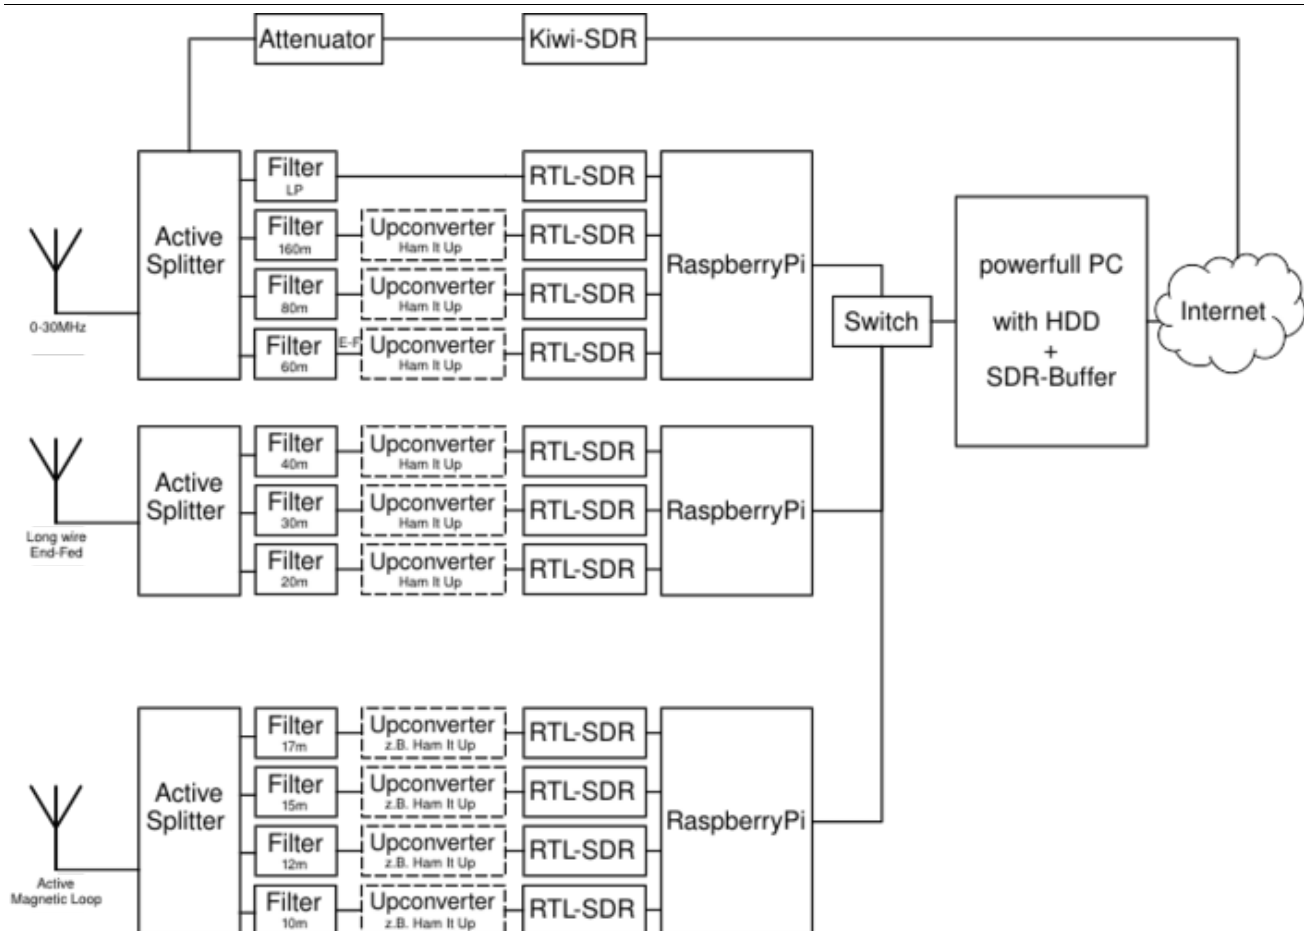 Attenuator
Kiwi-SDR
Active
Splitter
0-30MHz
Filter
LP
RTL-SDR
Filter
160m
Upconverter
Ham It Up
RTL-SDR
Filter
80m
Upconverter
Ham It Up
RTL-SDR
Filter
60m
E-F
Upconverter
Ham It Up
RTL-SDR
RaspberryPi
Switch
powerfull PC
with HDD
+
SDR-Buffer
Internet
Long wire
End-Fed
Active
Splitter
Filter
40m
Upconverter
Ham It Up
RTL-SDR
Filter
30m
Upconverter
Ham It Up
RTL-SDR
Filter
20m
Upconverter
Ham It Up
RTL-SDR
RaspberryPi
Active
Magnetic Loop
Active
Splitter
Filter
17m
Upconverter
z.B. Ham It Up
RTL-SDR
Filter
15m
Upconverter
z.B. Ham It Up
RTL-SDR
Filter
12m
Upconverter
z.B. Ham It Up
RTL-SDR
Filter
10m
Upconverter
z.B. Ham It Up
RTL-SDR
RaspberryPi